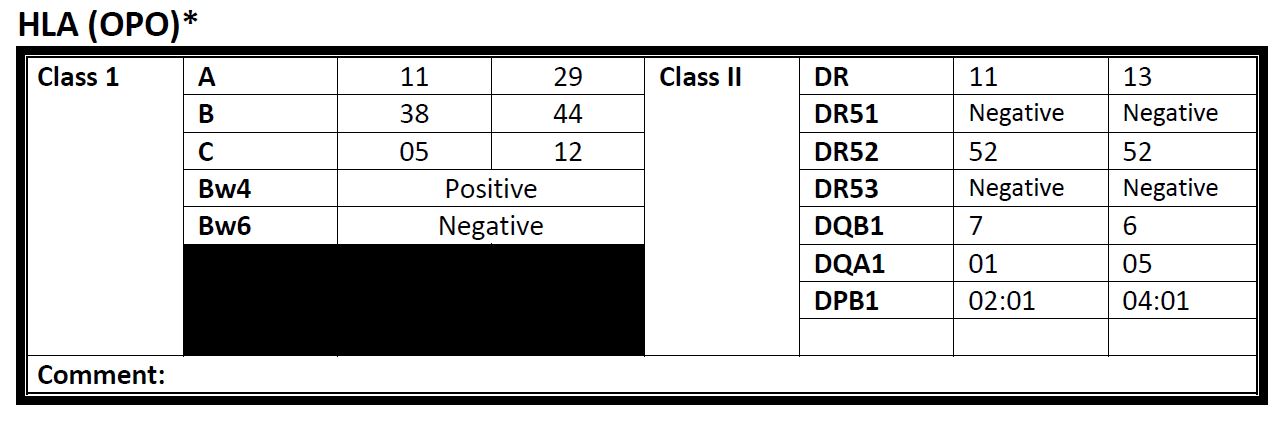 HLA (OPO)*
Class 1 A 11 29 Class II DR 11 13
B 38 44 DR51 Negative Negative
C 05 12 DR52 52 52
Bw4 Positive DR53 Negative Negative
Bw6 Negative DQB1 7 6
DQA1 01 05
DPB1 02:01 04:01
Comment: